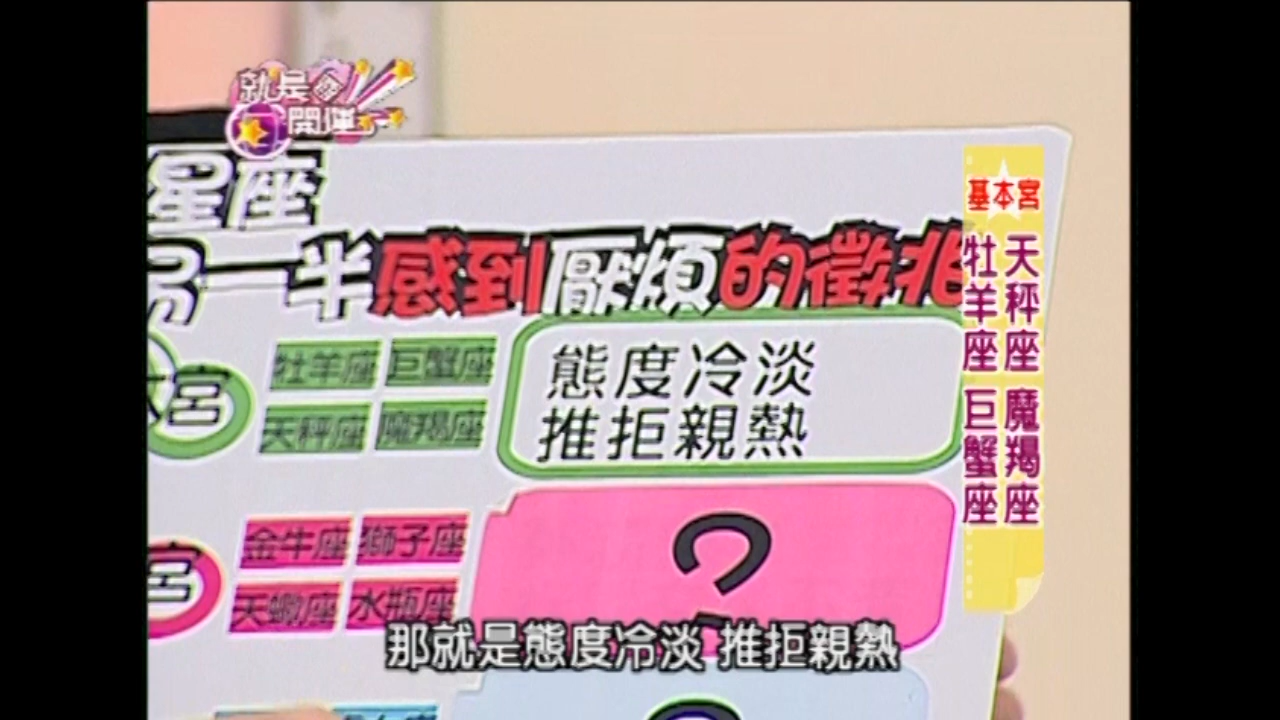 就是命
開運
星座
另一半感到厭煩的徵兆
本宮
牡羊座 巨蟹座
天秤座 魔羯座
態度冷淡
推拒親熱
宮
金牛座 獅子座
天蠍座 水瓶座
?
基本宮
天秤座 魔羯座
牡羊座 巨蟹座
那就是態度冷淡 推拒親熱